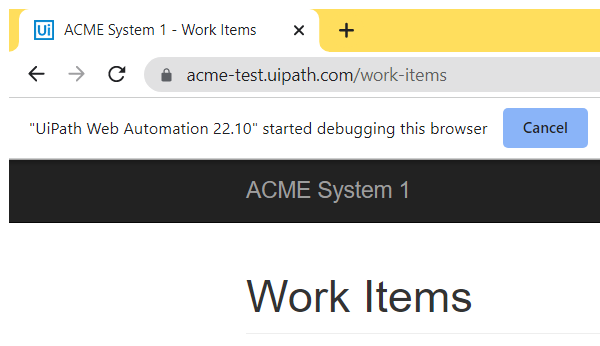 Ui ACME System 1 - Work Items
acme-test.uipath.com/work-items
"UiPath Web Automation 22.10" started debugging this browser Cancel
ACME System 1
Work Items